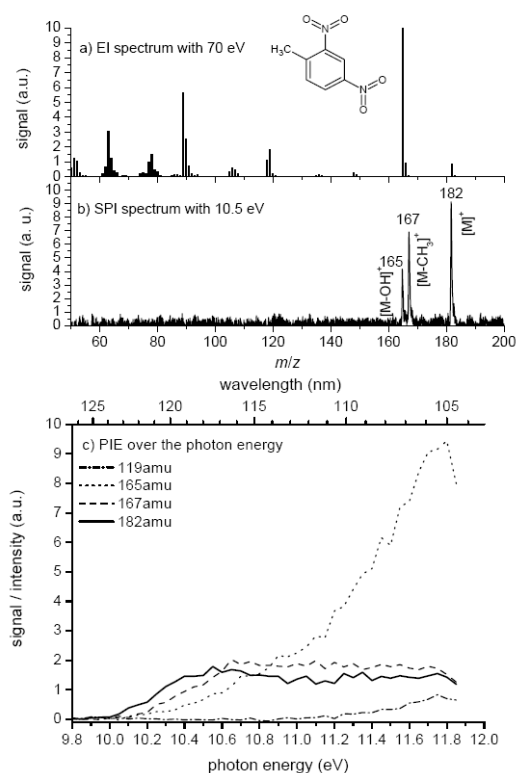 a) EI spectrum with 70 eV
H₃C
N
O
O
N
O
O
signal (a.u.)
10
9
8
7
6
5
4
3
2
1
0
b) SPI spectrum with 10.5 eV
signal (a. u.)
9
8
7
6
5
4
3
2
1
0
165
[M-OH]⁺
167
[M-CH₃]⁺
182
[M]⁺
60 80 100 120 140 160 180 200
m/z
wavelength (nm)
125 120 115 110 105
c) PIE over the photon energy
119amu
165amu
167amu
182amu
signal / intensity (a.u.)
10
9
8
7
6
5
4
3
2
1
0
9.8 10.0 10.2 10.4 10.6 10.8 11.0 11.2 11.4 11.6 11.8 12.0
photon energy (eV)